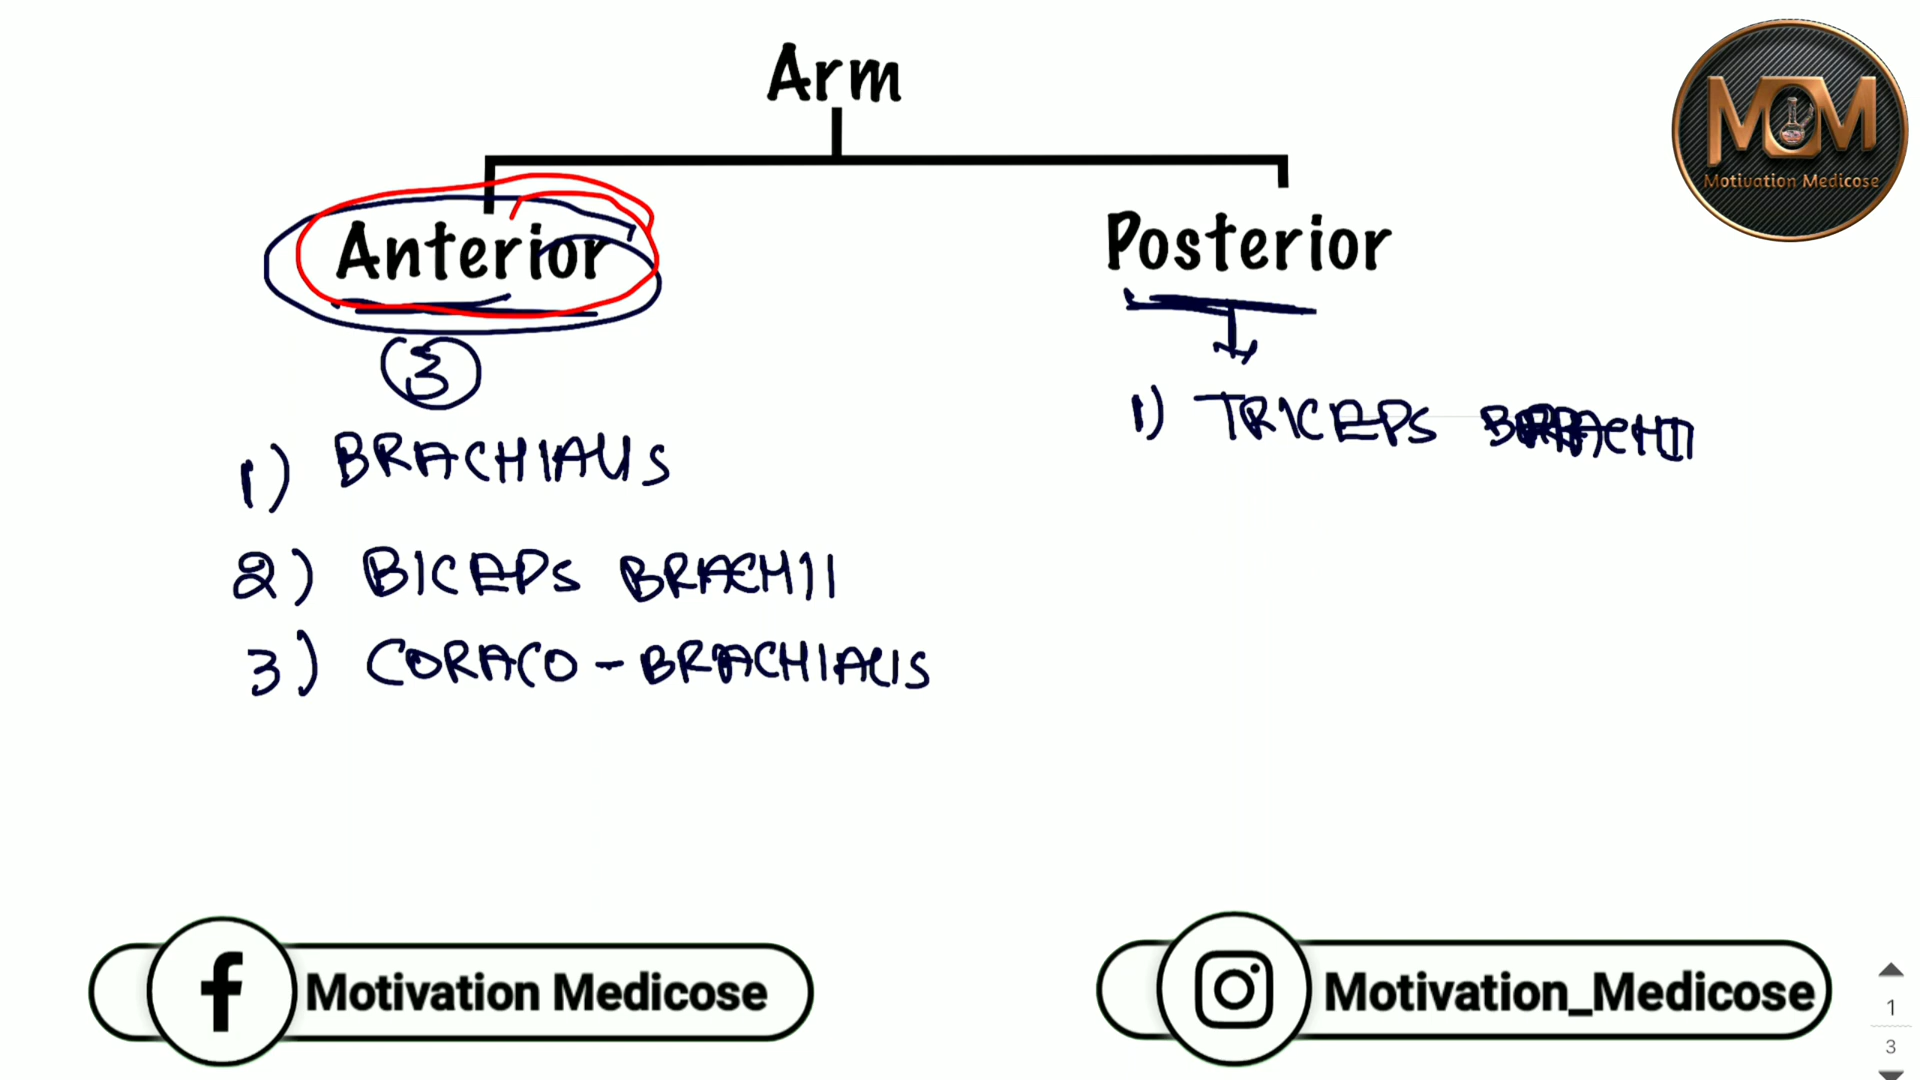 Arm
MOM
Motivation Medicose
Anterior
Posterior
3
1) TRICEPS BRACHII
1) BRACHIALIS
2) BICEPS BRACHII
3) CORACO-BRACHIALIS
f Motivation Medicose
Motivation_Medicose
1
3